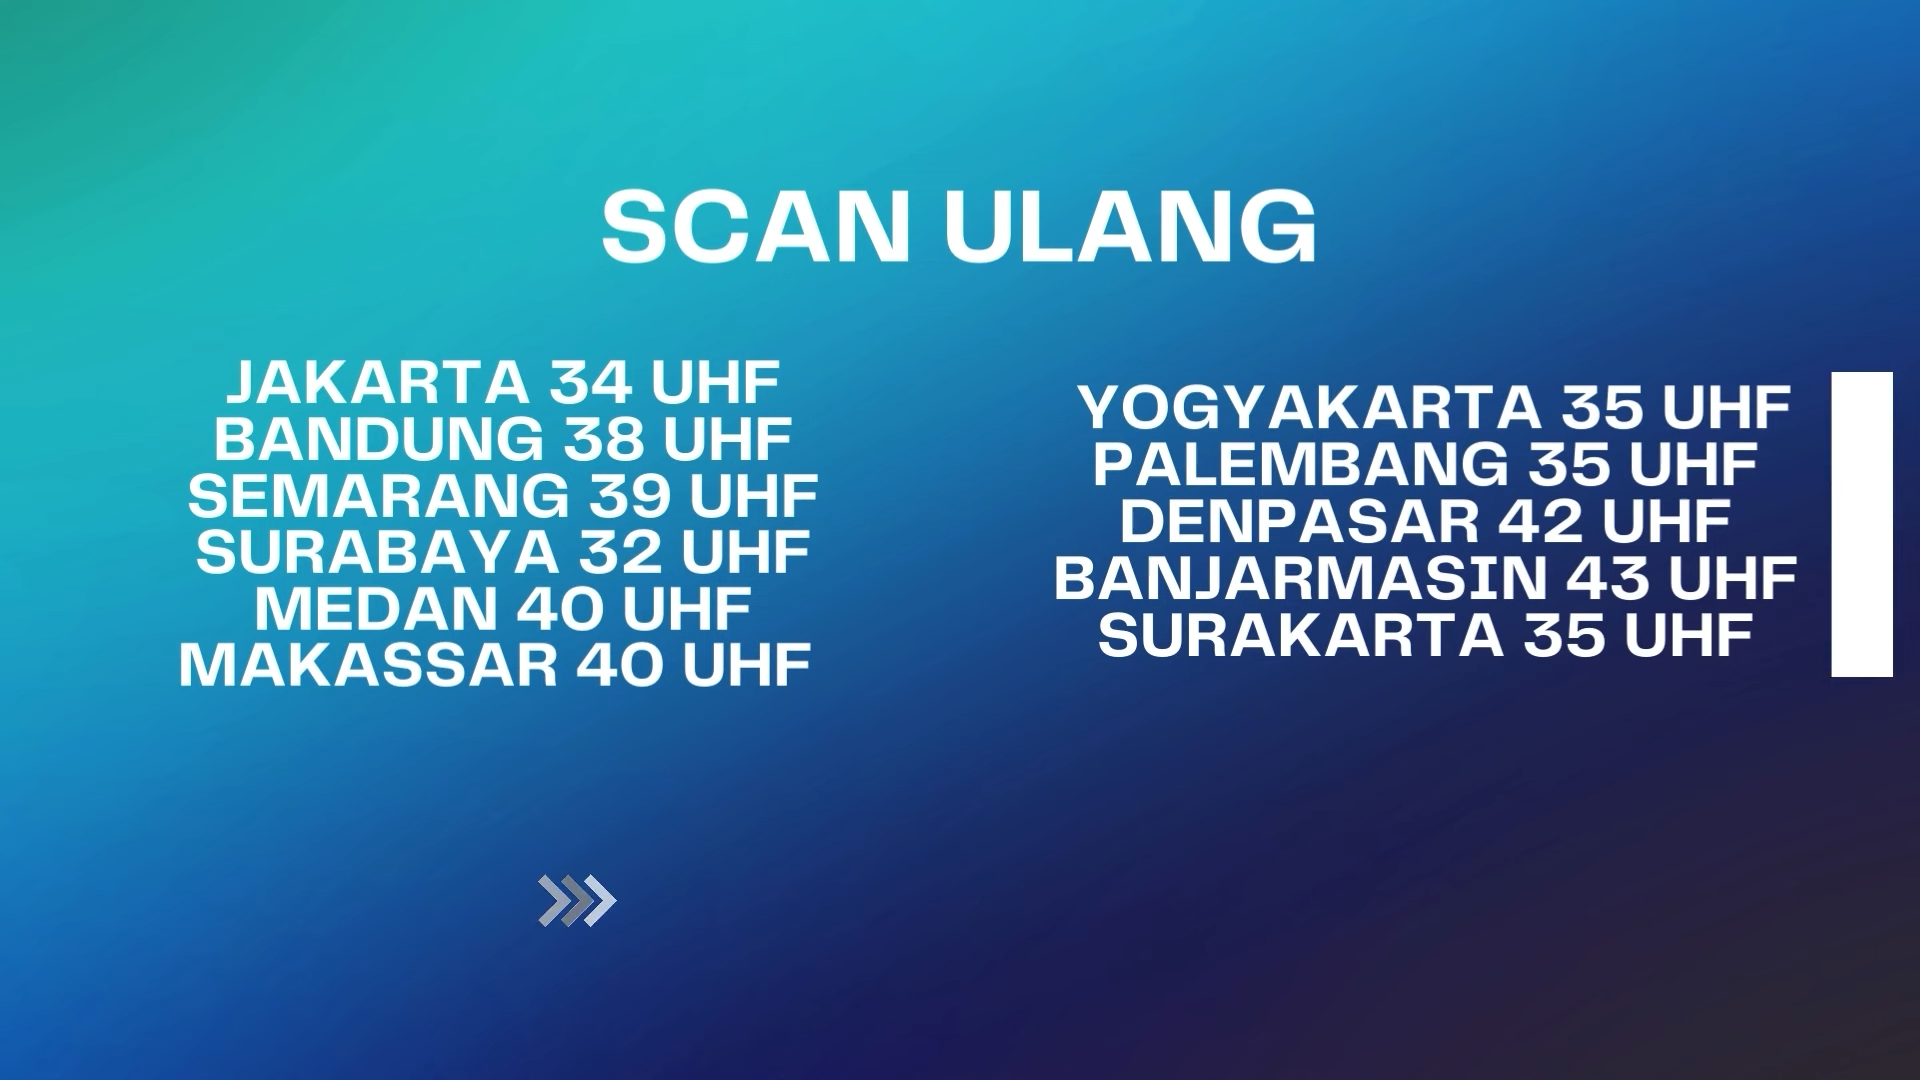 SCAN ULANG
JAKARTA 34 UHF
BANDUNG 38 UHF
SEMARANG 39 UHF
SURABAYA 32 UHF
MEDAN 40 UHF
MAKASSAR 40 UHF
YOGYAKARTA 35 UHF
PALEMBANG 35 UHF
DENPASAR 42 UHF
BANJARMASIN 43 UHF
SURAKARTA 35 UHF